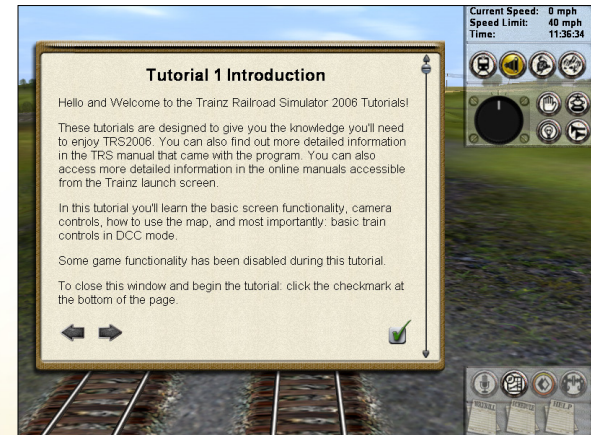 Current Speed: 0 mph
Speed Limit: 40 mph
Time: 11:36:34
Tutorial 1 Introduction
Hello and Welcome to the Trainz Railroad Simulator 2006 Tutorials!
These tutorials are designed to give you the knowledge you'll need
to enjoy TRS2006. You can also find out more detailed information
in the TRS manual that came with the program. You can also
access more detailed information in the online manuals accessible
from the Trainz launch screen.
In this tutorial you'll learn the basic screen functionality, camera
controls, how to use the map, and most importantly: basic train
controls in DCC mode.
Some game functionality has been disabled during this tutorial.
To close this window and begin the tutorial: click the checkmark at
the bottom of the page.
WAYBILL SCHEDULE HELP